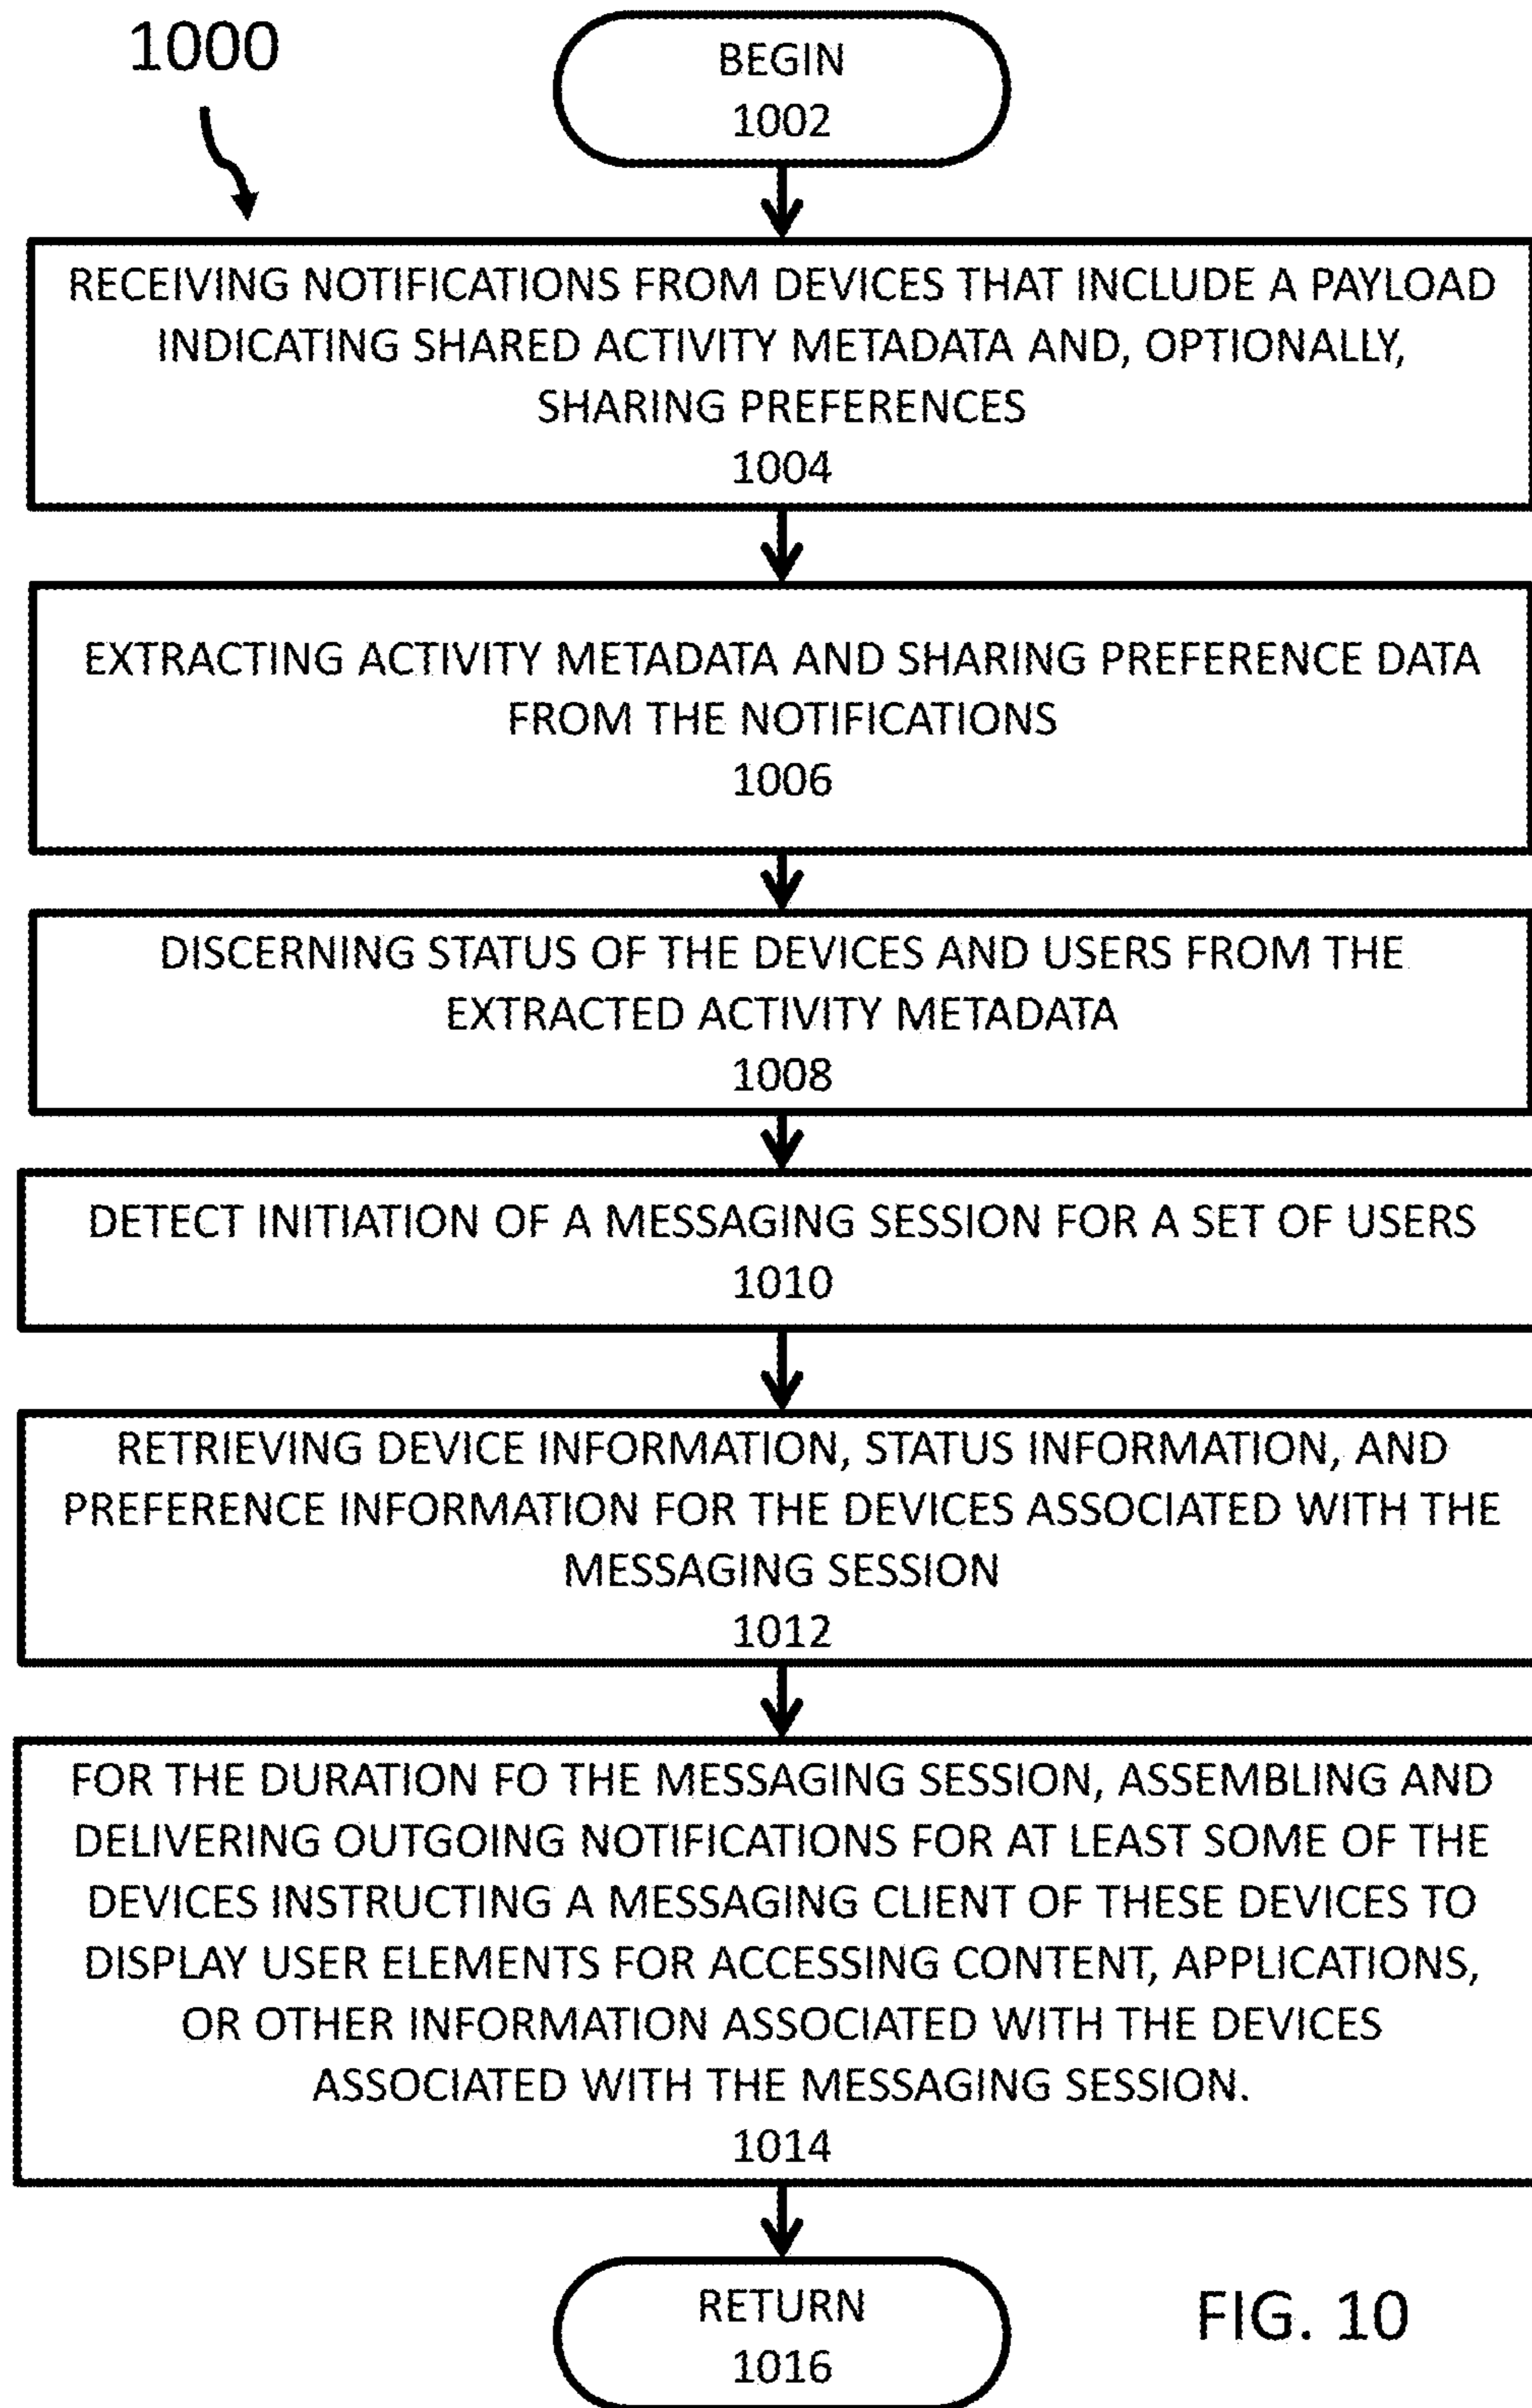 1000
BEGIN
1002
RECEIVING NOTIFICATIONS FROM DEVICES THAT INCLUDE A PAYLOAD
INDICATING SHARED ACTIVITY METADATA AND, OPTIONALLY,
SHARING PREFERENCES
1004
EXTRACTING ACTIVITY METADATA AND SHARING PREFERENCE DATA
FROM THE NOTIFICATIONS
1006
DISCERNING STATUS OF THE DEVICES AND USERS FROM THE
EXTRACTED ACTIVITY METADATA
1008
DETECT INITIATION OF A MESSAGING SESSION FOR A SET OF USERS
1010
RETRIEVING DEVICE INFORMATION, STATUS INFORMATION, AND
PREFERENCE INFORMATION FOR THE DEVICES ASSOCIATED WITH THE
MESSAGING SESSION
1012
FOR THE DURATION FO THE MESSAGING SESSION, ASSEMBLING AND
DELIVERING OUTGOING NOTIFICATIONS FOR AT LEAST SOME OF THE
DEVICES INSTRUCTING A MESSAGING CLIENT OF THESE DEVICES TO
DISPLAY USER ELEMENTS FOR ACCESSING CONTENT, APPLICATIONS,
OR OTHER INFORMATION ASSOCIATED WITH THE DEVICES
ASSOCIATED WITH THE MESSAGING SESSION.
1014
RETURN
1016
FIG. 10